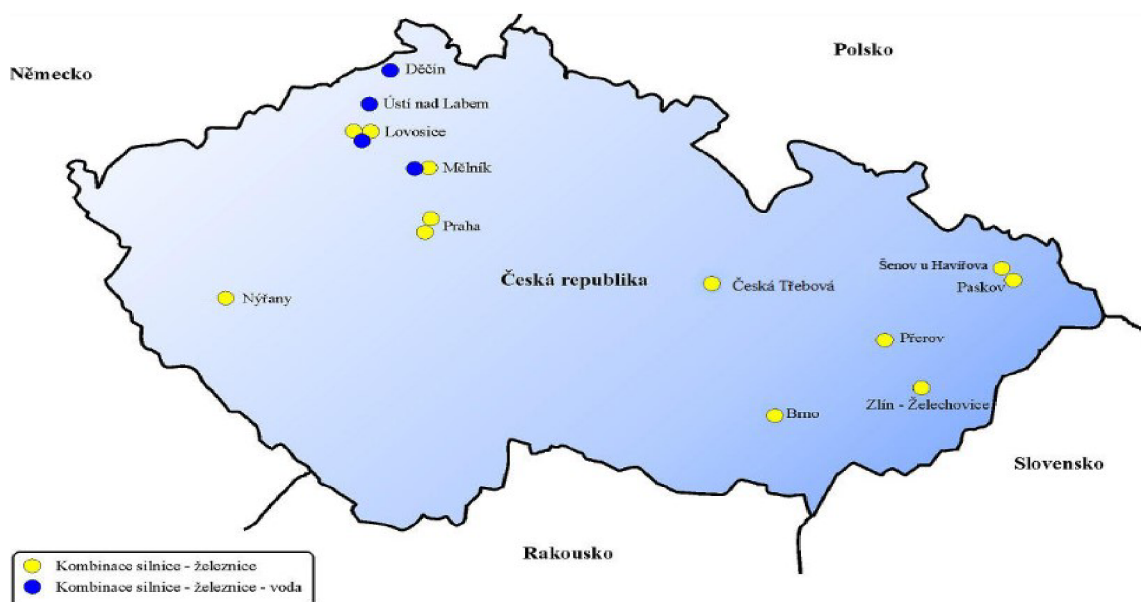 Polsko
Německo
Děčín
Ústí nad Labem
Lovosice
Mělník
Praha
Česká republika
Šenov u Havířova
Paskov
Česká Třebová
Nýřany
Přerov
Zlín - Želechovice
Brno
Slovensko
Rakousko
Kombinace silnice - železnice
Kombinace silnice - železnice - voda